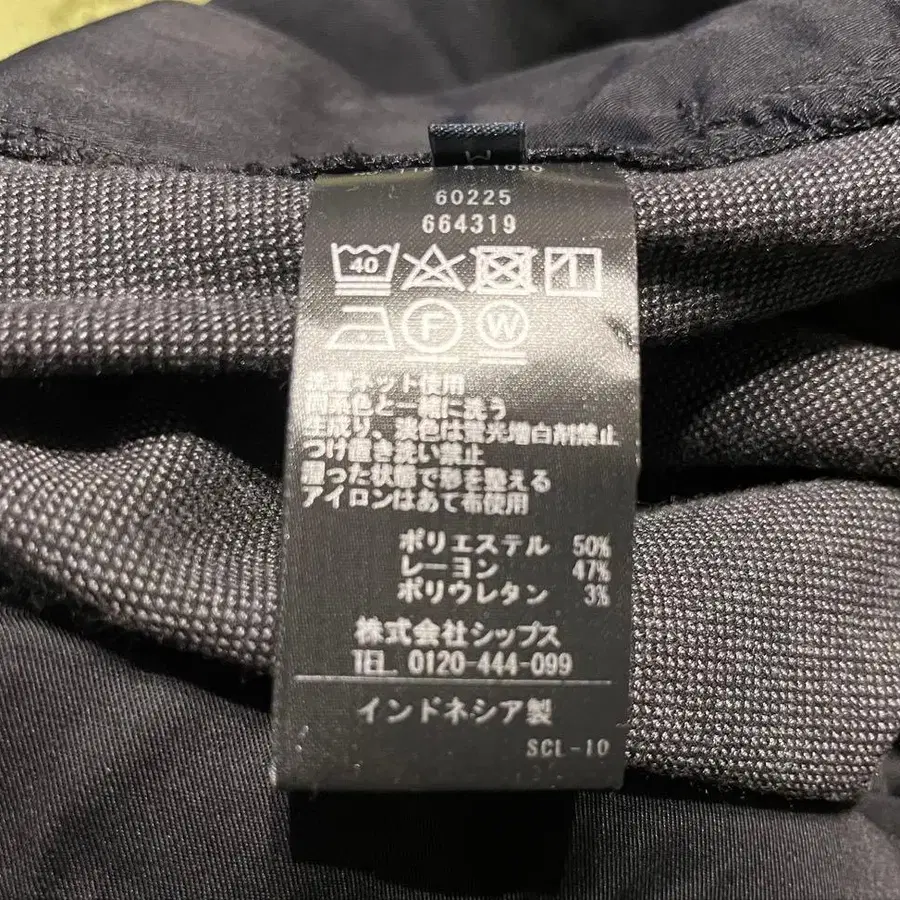 M
60225
664319
40
F W
洗濯ネット使用
同系色と一緒に洗う
生成り、淡色は蛍光増白剤禁止
つけ置き洗い禁止
湿った状態で形を整える
アイロンはあて布使用
ポリエステル 50%
レーヨン 47%
ポリウレタン 3%
株式会社シップス
TEL. 0120-444-099
インドネシア製
SCL-10